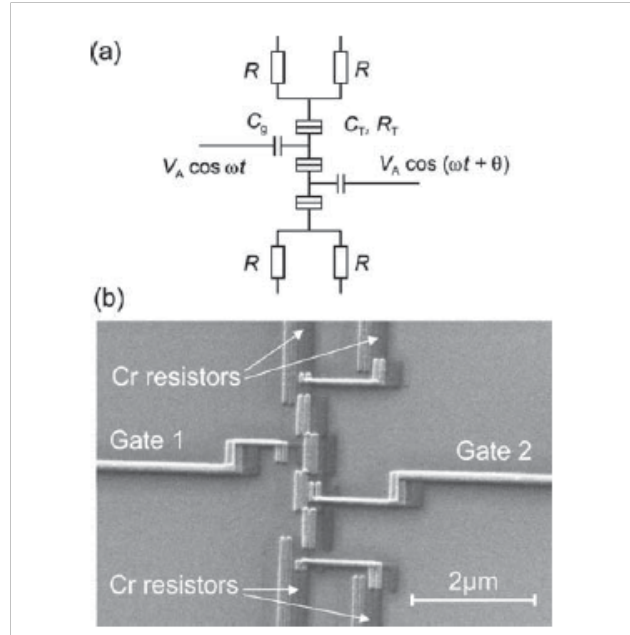 (a)
R R
C_g C_T, R_T
V_A cos ωt V_A cos (ωt + θ)
R R
(b)
Cr resistors
Gate 1 Gate 2
Cr resistors 2µm